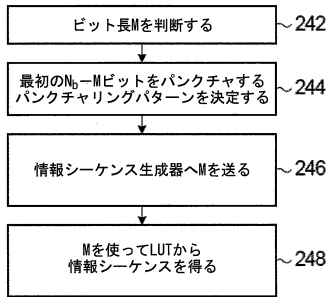 ビット長Mを判断する
242
最初のNb−Mビットをパンクチャする
パンクチャリングパターンを決定する
244
情報シーケンス生成器へMを送る
246
Mを使ってLUTから
情報シーケンスを得る
248